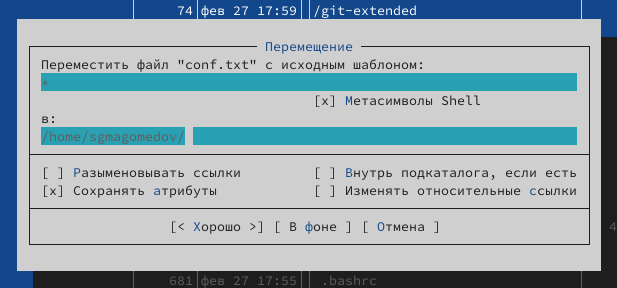 74 фев 27 17:59 /git-extended
Перемещение
Переместить файл "conf.txt" с исходным шаблоном:
*
[x] Метасимволы Shell
в:
/home/sgmagomedov/
[ ] Разыменовывать ссылки [ ] Внутрь подкаталога, если есть
[x] Сохранять атрибуты [ ] Изменять относительные ссылки
[< Хорошо >] [ В фоне ] [ Отмена ]
4
681 фев 27 17:55 .bashrc